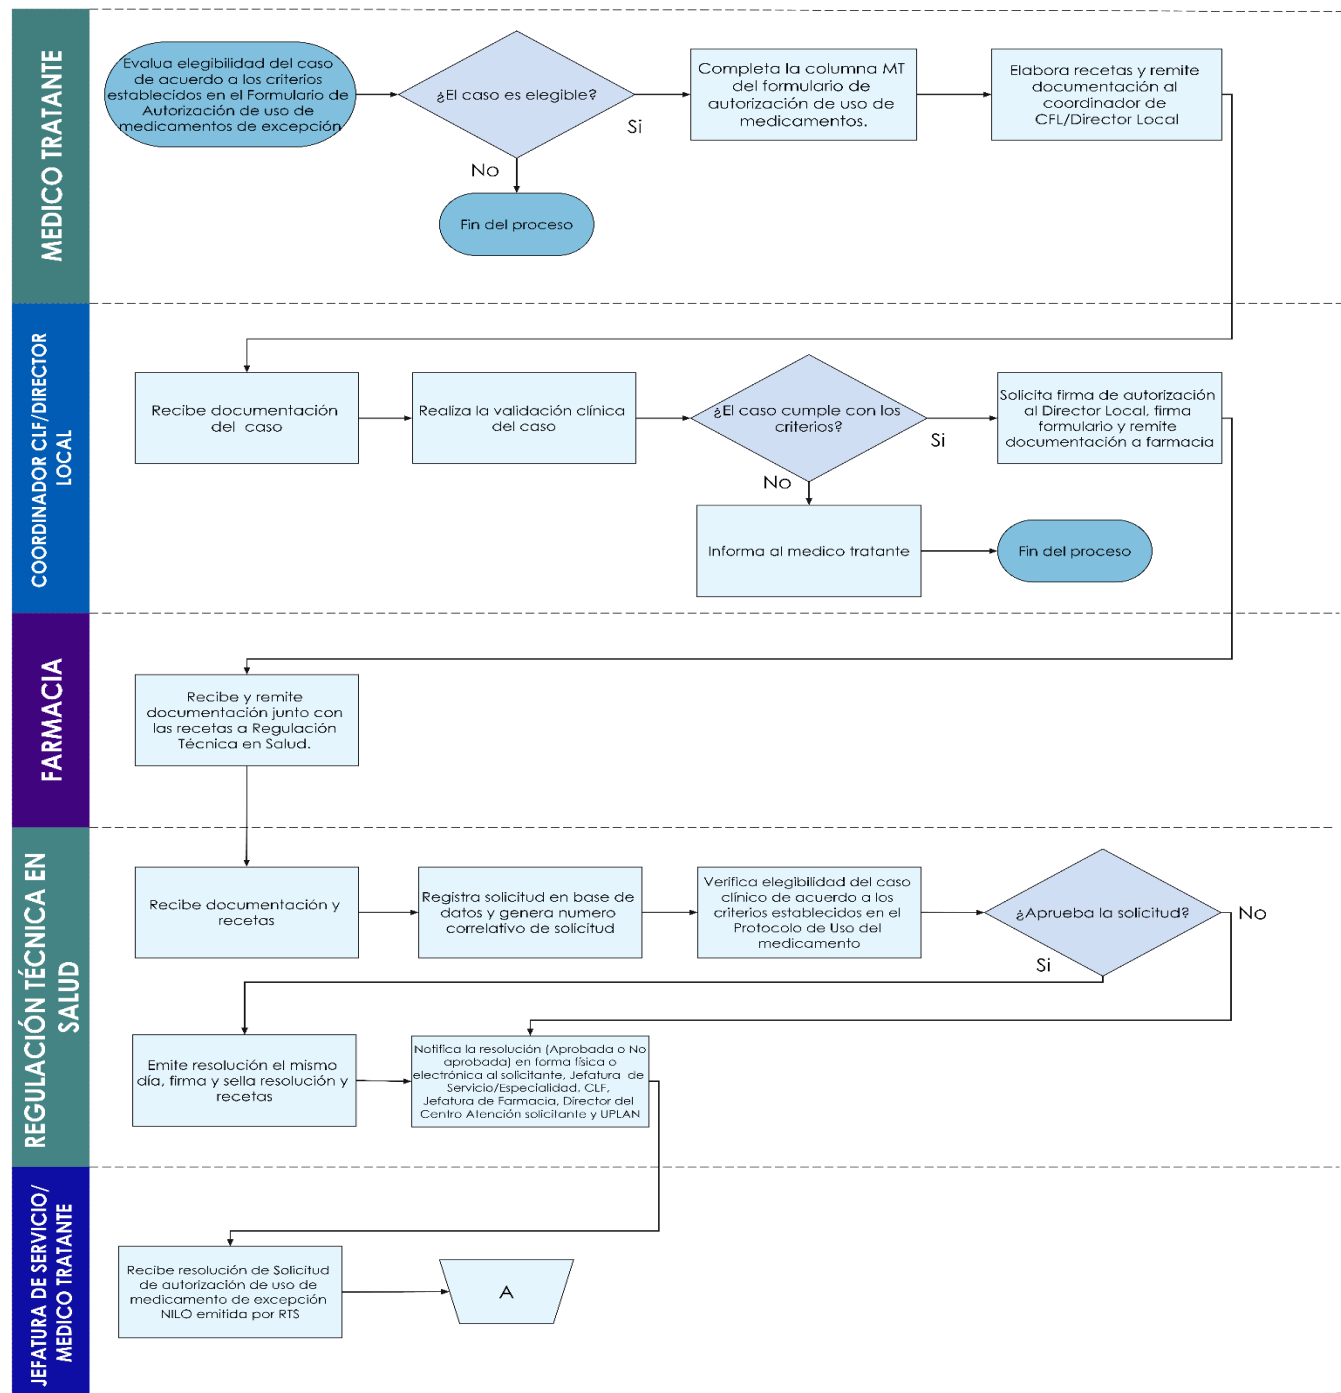 MEDICO TRATANTE
Evalua elegibilidad del caso
de acuerdo a los criterios
establecidos en el Formulario de
Autorización de uso de
medicamentos de excepción
¿El caso es elegible?
Si
No
Fin del proceso
Completa la columna MT
del formulario de
autorización de uso de
medicamentos.
Elabora recetas y remite
documentación al
coordinador de
CFL/Director Local
COORDINADOR CLF/DIRECTOR
LOCAL
Recibe documentación
del caso
Realiza la validación clínica
del caso
¿El caso cumple con los
criterios?
Si
No
Solicita firma de autorización
al Director Local, firma
formulario y remite
documentación a farmacia
Informa al medico tratante
Fin del proceso
FARMACIA
Recibe y remite
documentación junto con
las recetas a Regulación
Técnica en Salud.
REGULACIÓN TÉCNICA EN
SALUD
Recibe documentación y
recetas
Registra solicitud en base de
datos y genera numero
correlativo de solicitud
Verifica elegibilidad del caso
clínico de acuerdo a los
criterios establecidos en el
Protocolo de Uso del
medicamento
¿Aprueba la solicitud?
No
Si
Emite resolución el mismo
día, firma y sella resolución y
recetas
Notifica la resolución (Aprobada o No
aprobada) en forma física o
electrónica al solicitante, Jefatura de
Servicio/Especialidad, CLF,
Jefatura de Farmacia, Director del
Centro Atención solicitante y UPLAN
JEFATURA DE SERVICIO/
MEDICO TRATANTE
Recibe resolución de Solicitud
de autorización de uso de
medicamento de excepción
NILO emitida por RTS
A